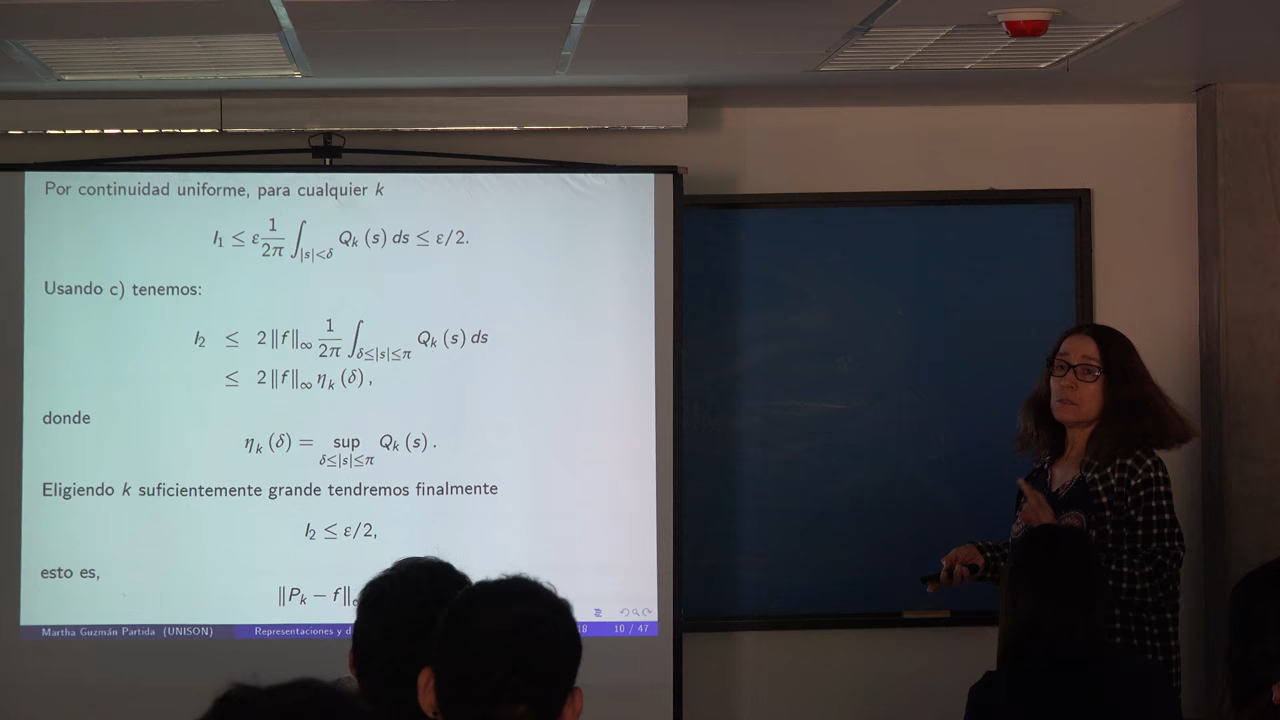 Por continuidad uniforme, para cualquier k
I₁ ≤ ε 1/2π ∫_{|s|<δ} Q_k (s) ds ≤ ε/2.
Usando c) tenemos:
I₂ ≤ 2 ‖f‖_∞ 1/2π ∫_{δ≤|s|≤π} Q_k (s) ds
≤ 2 ‖f‖_∞ η_k (δ),
donde
η_k (δ) = sup_{δ≤|s|≤π} Q_k (s).
Eligiendo k suficientemente grande tendremos finalmente
I₂ ≤ ε/2,
esto es,
‖P_k − f‖
Martha Guzmán Partida (UNISON) Representaciones y d 18 10 / 47